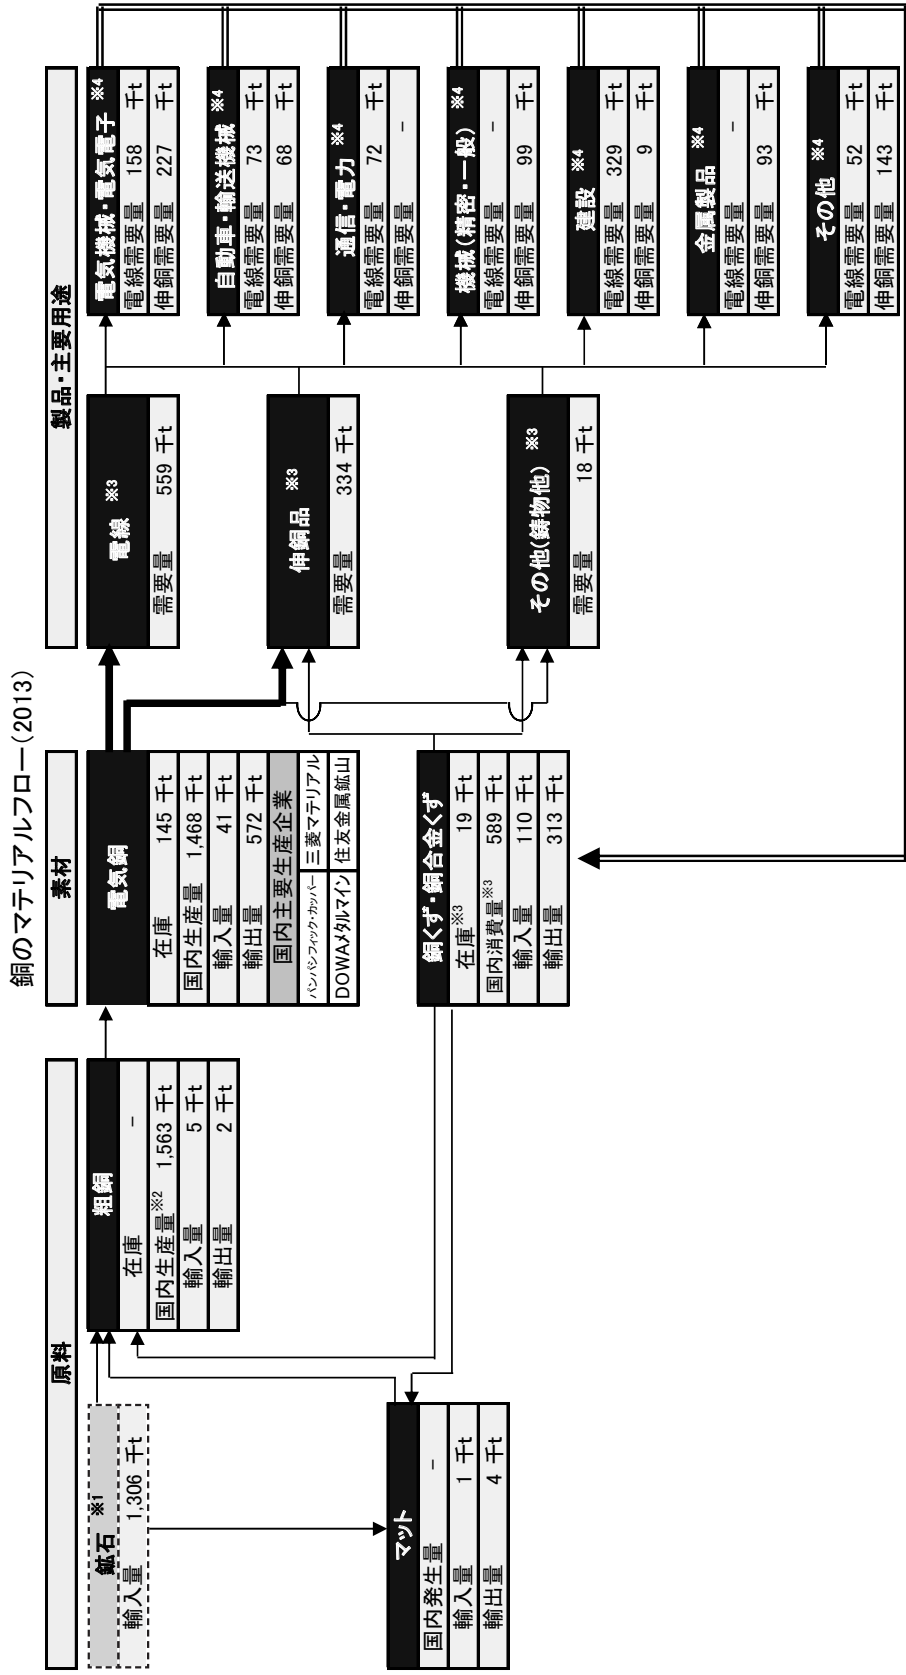 銅のマテリアルフロー(2013)
原料
素材
製品・主要用途
鉱石 ※1
輸入量 1,306 千t
マット
国内発生量 -
輸入量 1 千t
輸出量 4 千t
粗銅
在庫 -
国内生産量※2 1,563 千t
輸入量 5 千t
輸出量 2 千t
電気銅
在庫 145 千t
国内生産量 1,468 千t
輸入量 41 千t
輸出量 572 千t
国内主要生産企業
パンパシフィック・カッパー 三菱マテリアル
DOWAメタルマイン 住友金属鉱山
銅くず・銅合金くず
在庫※3 19 千t
国内消費量※3 589 千t
輸入量 110 千t
輸出量 313 千t
電線 ※3
需要量 559 千t
伸銅品 ※3
需要量 334 千t
その他(鋳物他) ※3
需要量 18 千t
電気機械・電気電子 ※4
電線需要量 158 千t
伸銅需要量 227 千t
自動車・輸送機械 ※4
電線需要量 73 千t
伸銅需要量 68 千t
通信・電力 ※4
電線需要量 72 千t
伸銅需要量 -
機械(精密・一般) ※4
電線需要量 -
伸銅需要量 99 千t
建設 ※4
電線需要量 329 千t
伸銅需要量 9 千t
金属製品 ※4
電線需要量 -
伸銅需要量 93 千t
その他 ※4
電線需要量 52 千t
伸銅需要量 143 千t